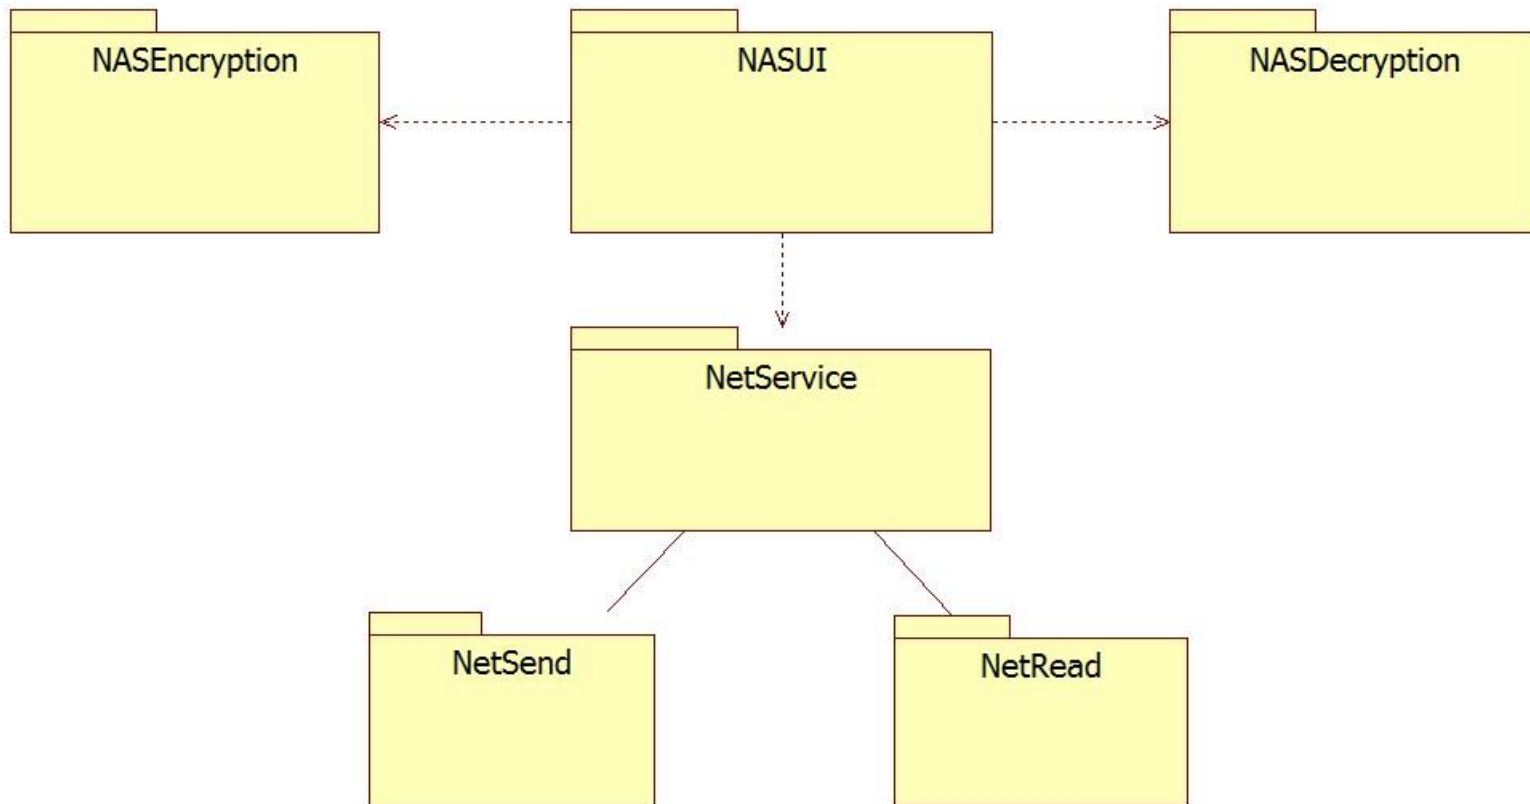 NASEncryption
NASUI
NASDecryption
NetService
NetSend
NetRead